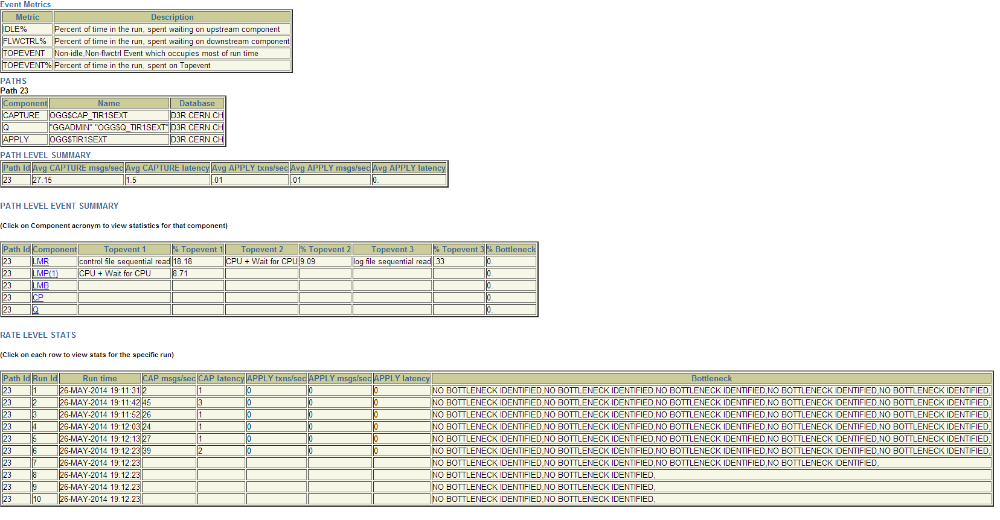 Event Metrics
Metric Description
IDLE% Percent of time in the run, spent waiting on upstream component
FLWCTRL% Percent of time in the run, spent waiting on downstream component
TOPEVENT Non-idle,Non-flwctrl Event which occupies most of run time
TOPEVENT% Percent of time in the run, spent on Topevent
PATHS
Path 23
Component Name Database
CAPTURE OGG$CAP_TIR1SEXT D3R.CERN.CH
Q "GGADMIN"."OGG$Q_TIR1SEXT" D3R.CERN.CH
APPLY OGG$TIR1SEXT D3R.CERN.CH
PATH LEVEL SUMMARY
Path Id Avg CAPTURE msgs/sec Avg CAPTURE latency Avg APPLY txns/sec Avg APPLY msgs/sec Avg APPLY latency
23 27.15 1.5 .01 .01 0.
PATH LEVEL EVENT SUMMARY
(Click on Component acronym to view statistics for that component)
Path Id Component Topevent 1 % Topevent 1 Topevent 2 % Topevent 2 Topevent 3 % Topevent 3 % Bottleneck
23 LMR control file sequential read 18.18 CPU + Wait for CPU 9.09 log file sequential read .33 0.
23 LMP(1) CPU + Wait for CPU 8.71 0.
23 LMB 0.
23 CP 0.
23 Q 0.
RATE LEVEL STATS
(Click on each row to view stats for the specific run)
Path Id Run Id Run time CAP msgs/sec CAP latency APPLY txns/sec APPLY msgs/sec APPLY latency Bottleneck
23 1 26-MAY-2014 19:11:31 2 1 0 0 0 NO BOTTLENECK IDENTIFIED,NO BOTTLENECK IDENTIFIED,NO BOTTLENECK IDENTIFIED,NO BOTTLENECK IDENTIFIED,NO BOTTLENECK IDENTIFIED,
23 2 26-MAY-2014 19:11:42 45 3 0 0 0 NO BOTTLENECK IDENTIFIED,NO BOTTLENECK IDENTIFIED,NO BOTTLENECK IDENTIFIED,NO BOTTLENECK IDENTIFIED,NO BOTTLENECK IDENTIFIED,
23 3 26-MAY-2014 19:11:52 26 1 0 0 0 NO BOTTLENECK IDENTIFIED,NO BOTTLENECK IDENTIFIED,NO BOTTLENECK IDENTIFIED,NO BOTTLENECK IDENTIFIED,NO BOTTLENECK IDENTIFIED,
23 4 26-MAY-2014 19:12:03 24 1 0 0 0 NO BOTTLENECK IDENTIFIED,NO BOTTLENECK IDENTIFIED,NO BOTTLENECK IDENTIFIED,NO BOTTLENECK IDENTIFIED,NO BOTTLENECK IDENTIFIED,
23 5 26-MAY-2014 19:12:13 27 1 0 0 0 NO BOTTLENECK IDENTIFIED,NO BOTTLENECK IDENTIFIED,NO BOTTLENECK IDENTIFIED,NO BOTTLENECK IDENTIFIED,NO BOTTLENECK IDENTIFIED,
23 6 26-MAY-2014 19:12:23 39 2 0 0 0 NO BOTTLENECK IDENTIFIED,NO BOTTLENECK IDENTIFIED,NO BOTTLENECK IDENTIFIED,NO BOTTLENECK IDENTIFIED,NO BOTTLENECK IDENTIFIED,
23 7 26-MAY-2014 19:12:23 NO BOTTLENECK IDENTIFIED,NO BOTTLENECK IDENTIFIED,NO BOTTLENECK IDENTIFIED,NO BOTTLENECK IDENTIFIED,
23 8 26-MAY-2014 19:12:23 NO BOTTLENECK IDENTIFIED,NO BOTTLENECK IDENTIFIED,
23 9 26-MAY-2014 19:12:23 NO BOTTLENECK IDENTIFIED,NO BOTTLENECK IDENTIFIED,
23 10 26-MAY-2014 19:12:23 NO BOTTLENECK IDENTIFIED,NO BOTTLENECK IDENTIFIED,